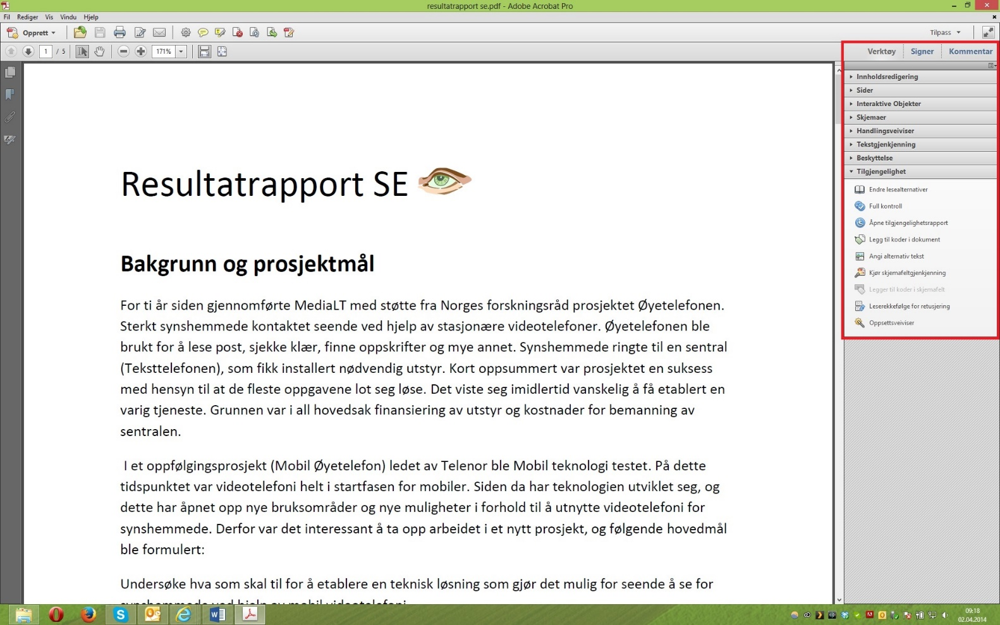 resultatrapport se.pdf - Adobe Acrobat Pro
Fil Rediger Vis Vindu Hjelp
Opprett
Tilpass
1 / 5
171%
Verktøy Signer Kommentar
Innholdsredigering
Sider
Interaktive Objekter
Skjemaer
Handlingsveiviser
Tekstgjenkjenning
Beskyttelse
Tilgjengelighet
Endre lesealternativer
Full kontroll
Åpne tilgjengelighetsrapport
Legg til koder i dokument
Angi alternativ tekst
Kjør skjemafeltgjenkjenning
Legger til koder i skjemafelt
Leserekkefølge for retusjering
Oppsettsveiviser
Resultatrapport SE
Bakgrunn og prosjektmål
For ti år siden gjennomførte MediaLT med støtte fra Norges forskningsråd prosjektet Øyetelefonen.
Sterkt synshemmede kontaktet seende ved hjelp av stasjonære videotelefoner. Øyetelefonen ble
brukt for å lese post, sjekke klær, finne oppskrifter og mye annet. Synshemmede ringte til en sentral
(Teksttelefonen), som fikk installert nødvendig utstyr. Kort oppsummert var prosjektet en suksess
med hensyn til at de fleste oppgavene lot seg løse. Det viste seg imidlertid vanskelig å få etablert en
varig tjeneste. Grunnen var i all hovedsak finansiering av utstyr og kostnader for bemanning av
sentralen.
I et oppfølgingsprosjekt (Mobil Øyetelefon) ledet av Telenor ble Mobil teknologi testet. På dette
tidspunktet var videotelefoni helt i startfasen for mobiler. Siden da har teknologien utviklet seg, og
dette har åpnet opp nye bruksområder og nye muligheter i forhold til å utnytte videotelefoni for
synshemmede. Derfor var det interessant å ta opp arbeidet i et nytt prosjekt, og følgende hovedmål
ble formulert:
Undersøke hva som skal til for å etablere en teknisk løsning som gjør det mulig for seende å se for
synshemmede ved hjelp av mobil videotelefoni.
09:18
02.04.2014